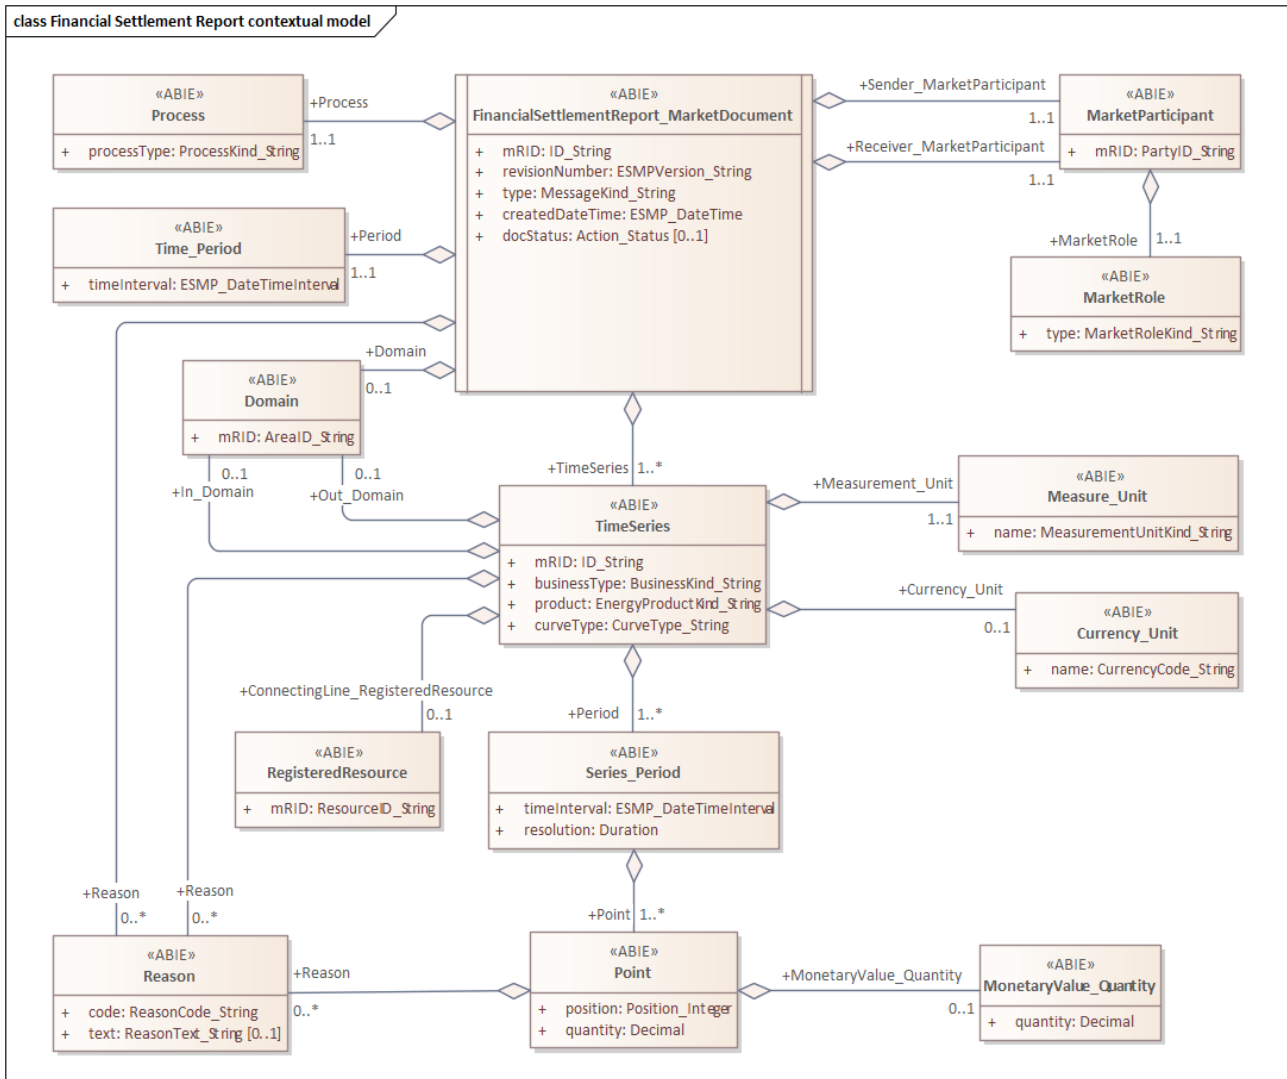 class Financial Settlement Report contextual model
«ABIE»
Process
+ processType: ProcessKind_String
+Process
1..1
«ABIE»
FinancialSettlementReport_MarketDocument
+ mRID: ID_String
+ revisionNumber: ESMPVersion_String
+ type: MessageKind_String
+ createdDateTime: ESMP_DateTime
+ docStatus: Action_Status [0..1]
+Sender_MarketParticipant
1..1
+Receiver_MarketParticipant
1..1
«ABIE»
MarketParticipant
+ mRID: PartyID_String
+MarketRole
1..1
«ABIE»
MarketRole
+ type: MarketRoleKind_String
«ABIE»
Time_Period
+ timeInterval: ESMP_DateTimeInterval
+Period
1..1
+Domain
0..1
«ABIE»
Domain
+ mRID: AreaID_String
0..1
+In_Domain
0..1
+Out_Domain
+TimeSeries
1..*
«ABIE»
TimeSeries
+ mRID: ID_String
+ businessType: BusinessKind_String
+ product: EnergyProductKind_String
+ curveType: CurveType_String
+Measurement_Unit
1..1
«ABIE»
Measure_Unit
+ name: MeasurementUnitKind_String
+Currency_Unit
0..1
«ABIE»
Currency_Unit
+ name: CurrencyCode_String
+ConnectingLine_RegisteredResource
0..1
«ABIE»
RegisteredResource
+ mRID: ResourceID_String
+Period
1..*
«ABIE»
Series_Period
+ timeInterval: ESMP_DateTimeInterval
+ resolution: Duration
+Reason
0..*
+Reason
0..*
+Point
1..*
«ABIE»
Reason
+ code: ReasonCode_String
+ text: ReasonText_String [0..1]
+Reason
0..*
«ABIE»
Point
+ position: Position_Integer
+ quantity: Decimal
+MonetaryValue_Quantity
0..1
«ABIE»
MonetaryValue_Quantity
+ quantity: Decimal